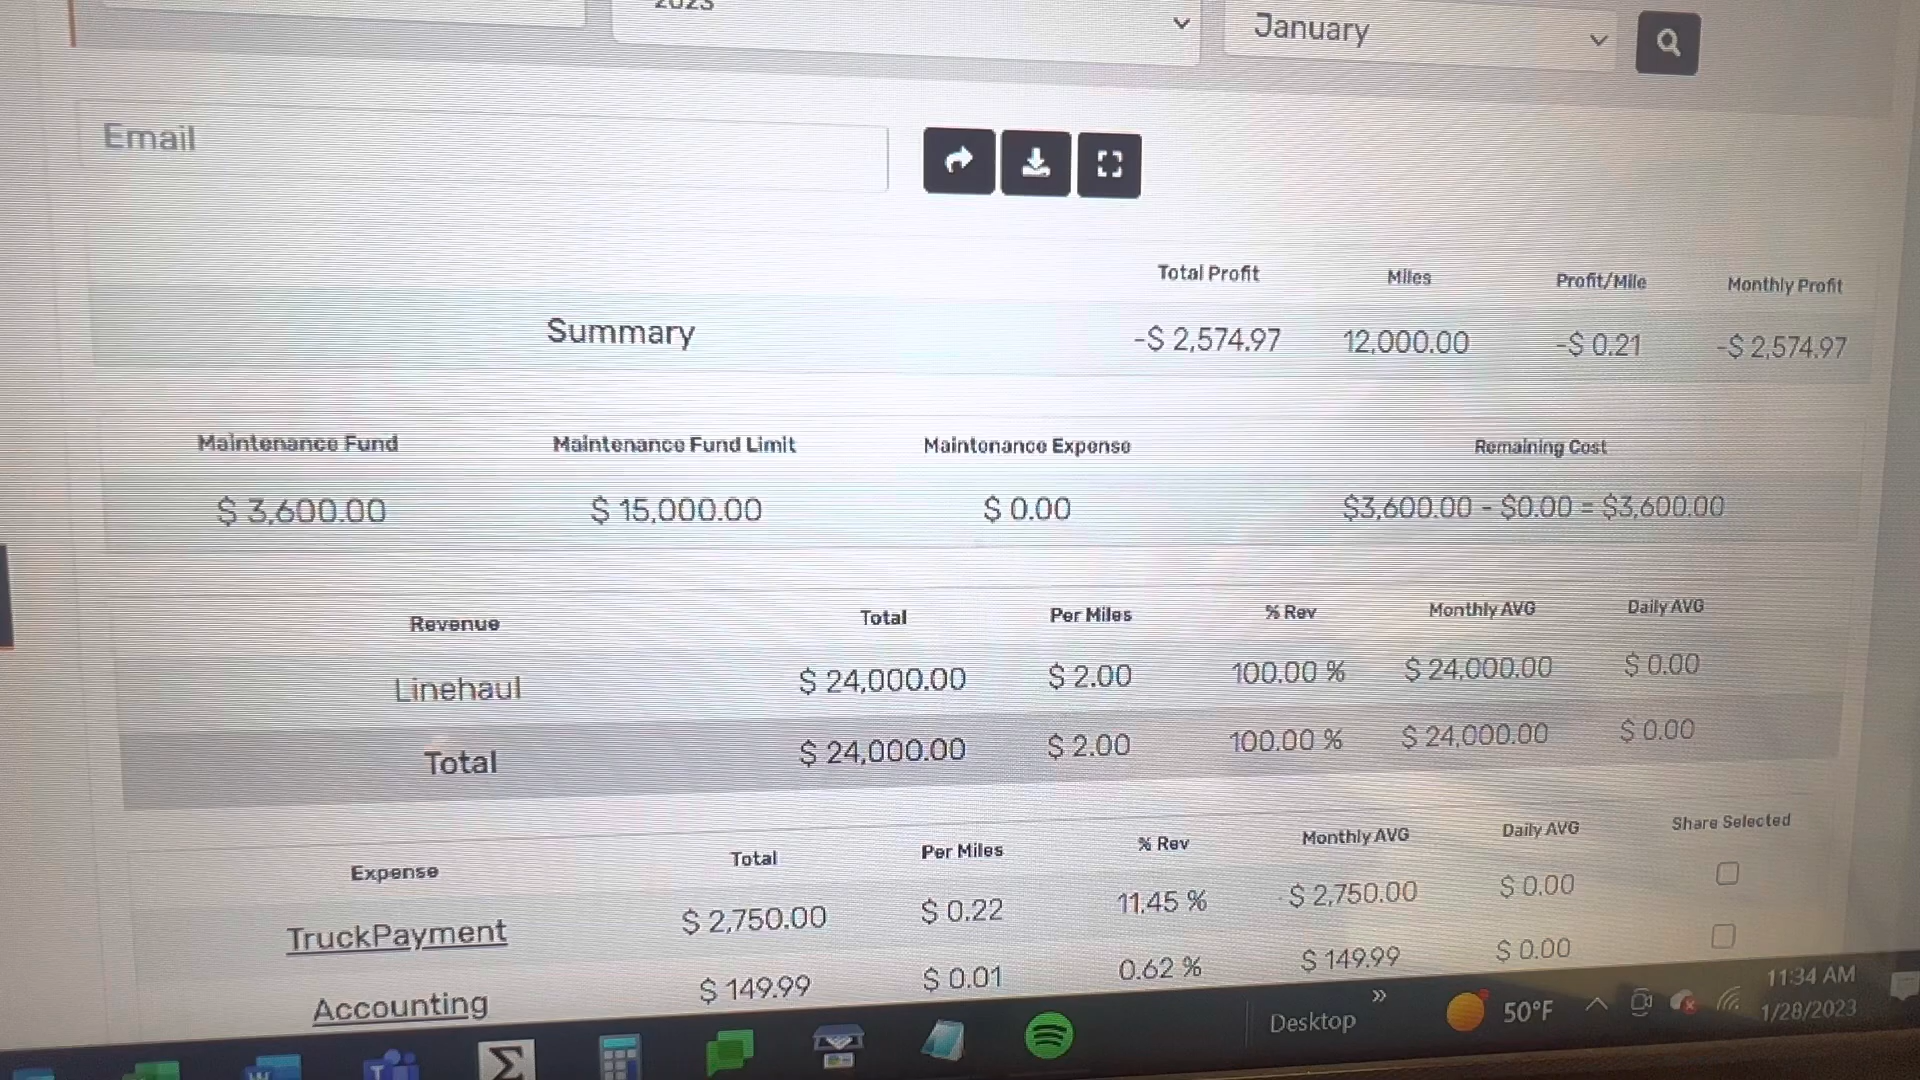 2023
January
Email
Total Profit Miles Profit/Mile Monthly Profit
Summary -$ 2,574.97 12,000.00 -$ 0.21 -$ 2,574.97
Maintenance Fund Maintenance Fund Limit Maintenance Expense Remaining Cost
$ 3,600.00 $ 15,000.00 $ 0.00 $3,600.00 - $0.00 = $3,600.00
Revenue Total Per Miles % Rev Monthly AVG Daily AVG
Linehaul $ 24,000.00 $ 2.00 100.00 % $ 24,000.00 $ 0.00
Total $ 24,000.00 $ 2.00 100.00 % $ 24,000.00 $ 0.00
Expense Total Per Miles % Rev Monthly AVG Daily AVG Share Selected
TruckPayment $ 2,750.00 $ 0.22 11.45 % $ 2,750.00 $ 0.00
Accounting $ 149.99 $ 0.01 0.62 % $ 149.99 $ 0.00
Desktop 50°F 11:34 AM
1/28/2023